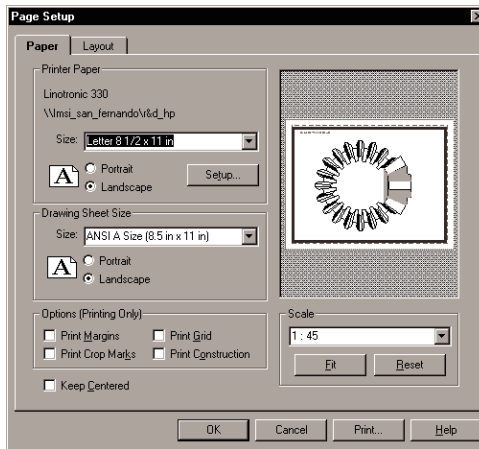 Page Setup
Paper
Layout
Printer Paper
Linotronic 330
\\Imsi_san_fernando\r&d_hp
Size: Letter 8 1/2 x 11 in
A
Portrait
Landscape
Setup...
Drawing Sheet Size
Size: ANSI A Size (8.5 in x 11 in)
A
Portrait
Landscape
Options (Printing Only)
Print Margins
Print Grid
Print Crop Marks
Print Construction
Keep Centered
Scale
1 : 45
Fit
Reset
OK
Cancel
Print...
Help